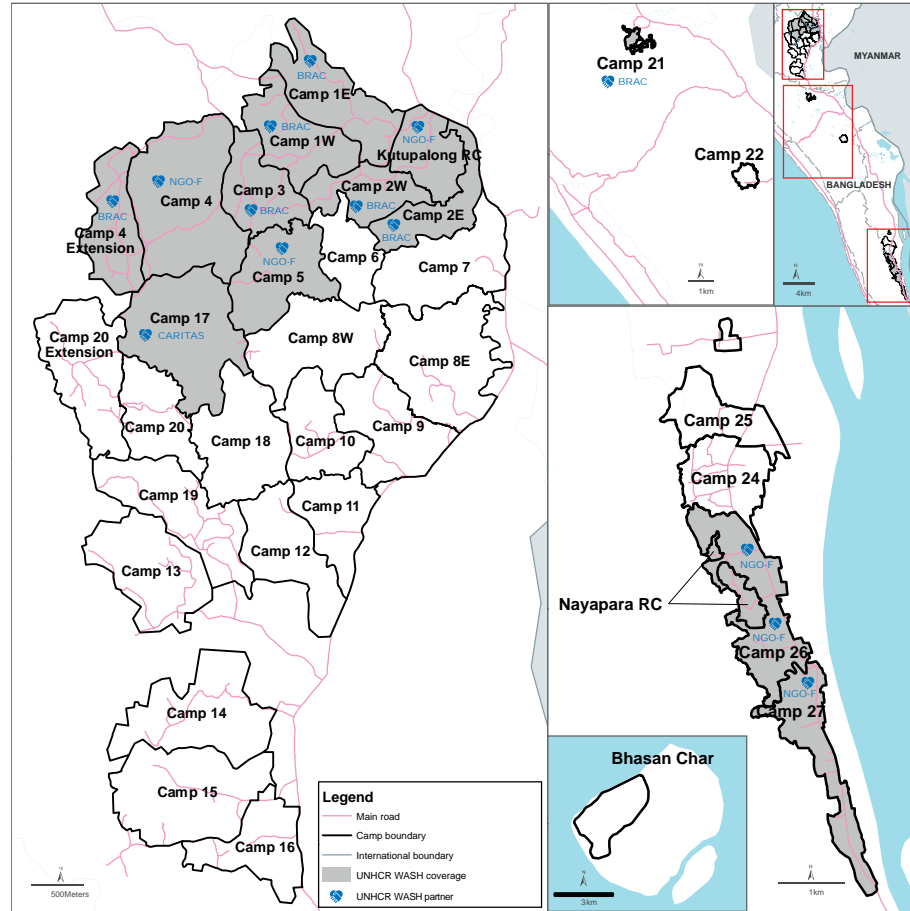 BRAC
Camp 1E
BRAC
Camp 1W
NGO-F
Kutupalong RC
NGO-F
Camp 4
Camp 3
BRAC
Camp 2W
BRAC
Camp 2E
BRAC
BRAC
Camp 4
Extension
NGO-F
Camp 5
Camp 6
Camp 7
Camp 17
CARITAS
Camp 20
Extension
Camp 8W
Camp 8E
Camp 20
Camp 18
Camp 10
Camp 9
Camp 19
Camp 11
Camp 12
Camp 13
Camp 14
Camp 15
Camp 16
N
500Meters
Legend
Main road
Camp boundary
International boundary
UNHCR WASH coverage
UNHCR WASH partner
Camp 21
BRAC
Camp 22
N
1km
MYANMAR
BANGLADESH
N
4km
Camp 25
Camp 24
NGO-F
Nayapara RC
NGO-F
Camp 26
NGO-F
Camp 27
N
1km
Bhasan Char
N
3km